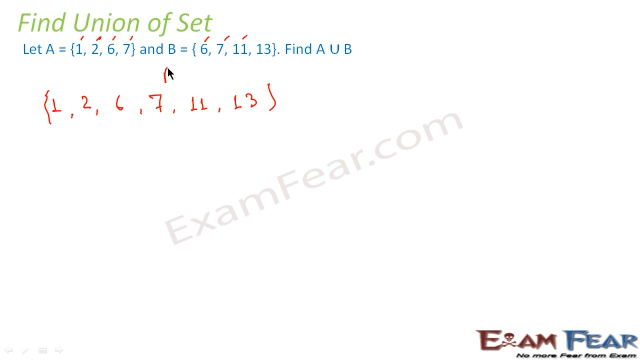 Find Union of Set
Let A = {1, 2, 6, 7} and B = { 6, 7, 11, 13}. Find A ∪ B
{1, 2, 6, 7, 11, 13}
ExamFear.com
EXAM FEAR
No more Fear from Exam